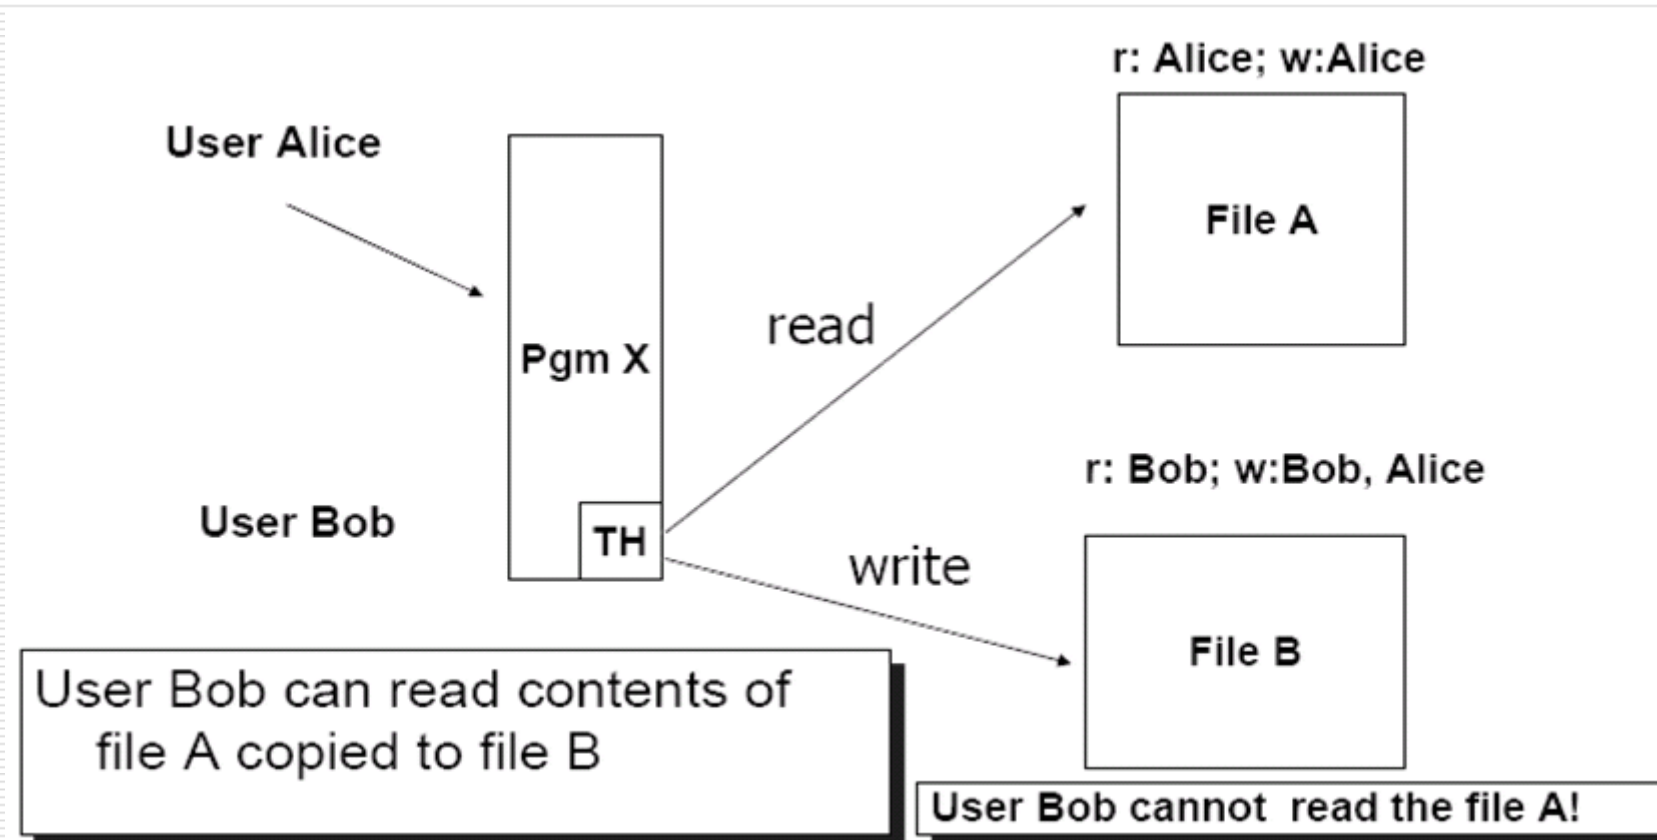 r: Alice; w:Alice
User Alice
File A
read
Pgm X
r: Bob; w:Bob, Alice
User Bob
TH
write
File B
User Bob can read contents of
file A copied to file B
User Bob cannot read the file A!